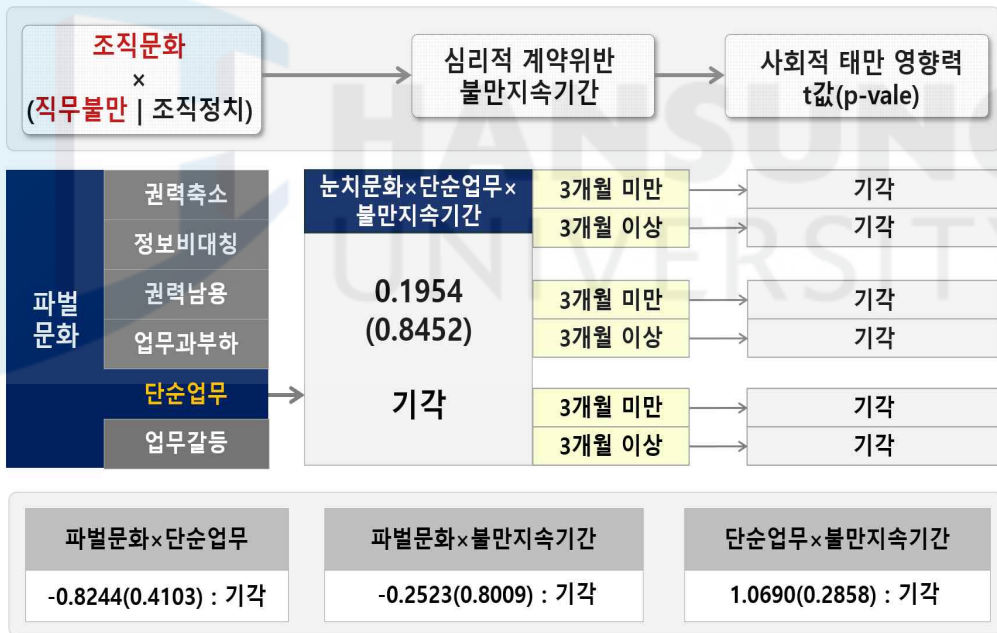 조직문화
×
(직무불만 | 조직정치)
심리적 계약위반
불만지속기간
사회적 태만 영향력
t값(p-vale)
HANSUNG
UNIVERSITY
파벌
문화
권력축소
정보비대칭
권력남용
업무과부하
단순업무
업무갈등
눈치문화×단순업무×
불만지속기간
0.1954
(0.8452)
기각
3개월 미만
기각
3개월 이상
기각
3개월 미만
기각
3개월 이상
기각
3개월 미만
기각
3개월 이상
기각
파벌문화×단순업무
-0.8244(0.4103) : 기각
파벌문화×불만지속기간
-0.2523(0.8009) : 기각
단순업무×불만지속기간
1.0690(0.2858) : 기각